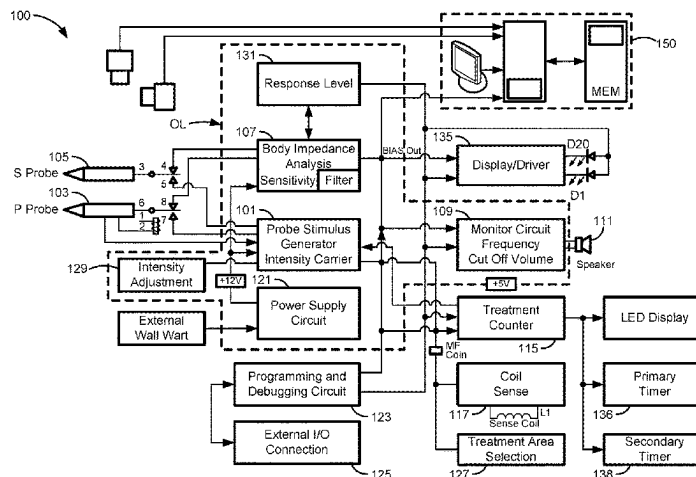 100
150
MEM
131
Response Level
OL
107
Body Impedance
Analysis
Sensitivity
Filter
BIAS Out
135
Display/Driver
D20
D1
105
S Probe
3
4
5
103
P Probe
6
8
7
1
2
101
Probe Stimulus
Generator
Intensity Carrier
109
Monitor Circuit
Frequency
Cut Off Volume
111
Speaker
129
Intensity
Adjustment
+12V
121
Power Supply
Circuit
+5V
External
Wall Wart
Treatment
Counter
115
LED Display
MF
Coin
Programming and
Debugging Circuit
123
Coil
Sense
117
L1
Sense Coil
Primary
Timer
136
External I/O
Connection
125
Treatment Area
Selection
127
Secondary
Timer
138